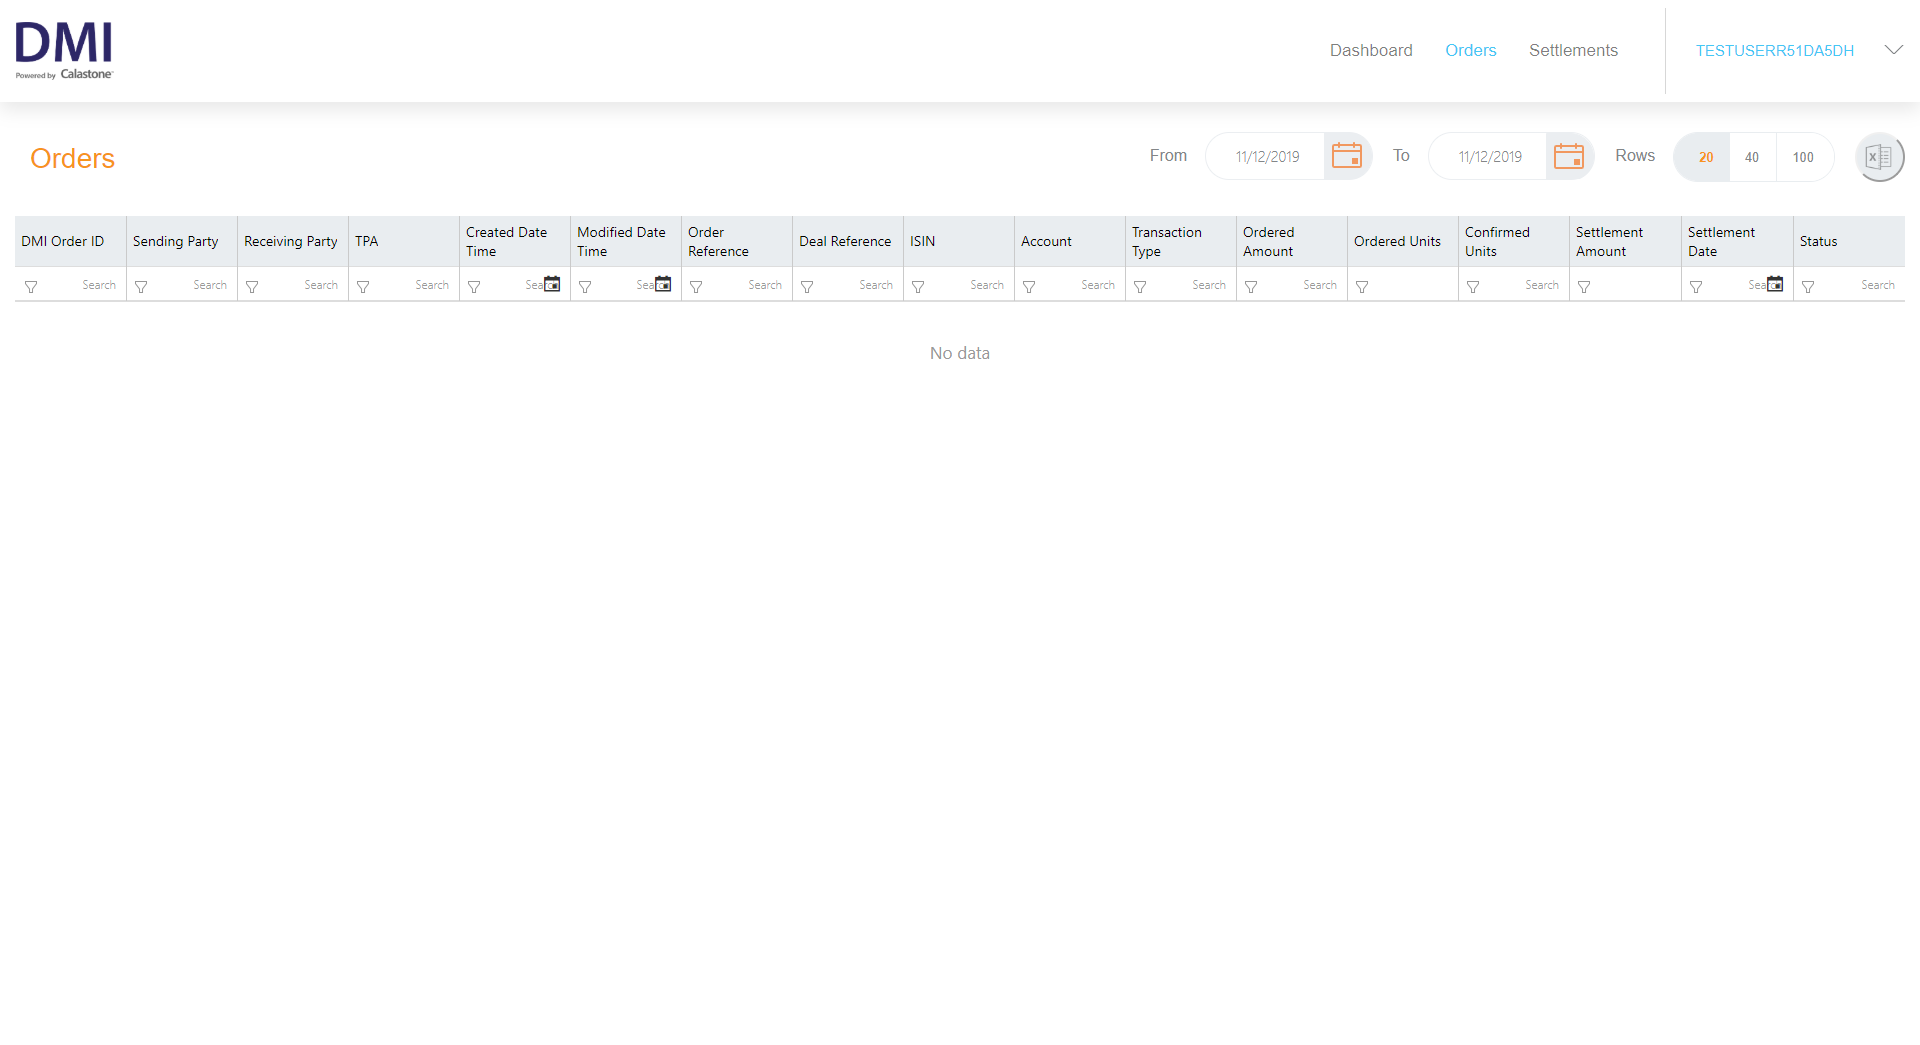 DMI
Powered by Calastone
Dashboard Orders Settlements TESTUSERR51DA5DH
Orders
From 11/12/2019 To 11/12/2019 Rows 20 40 100
DMI Order ID Sending Party Receiving Party TPA Created Date Time Modified Date Time Order Reference Deal Reference ISIN Account Transaction Type Ordered Amount Ordered Units Confirmed Units Settlement Amount Settlement Date Status
Search Search Search Search Search Search Search Search Search Search Search Search Search Search Search
No data